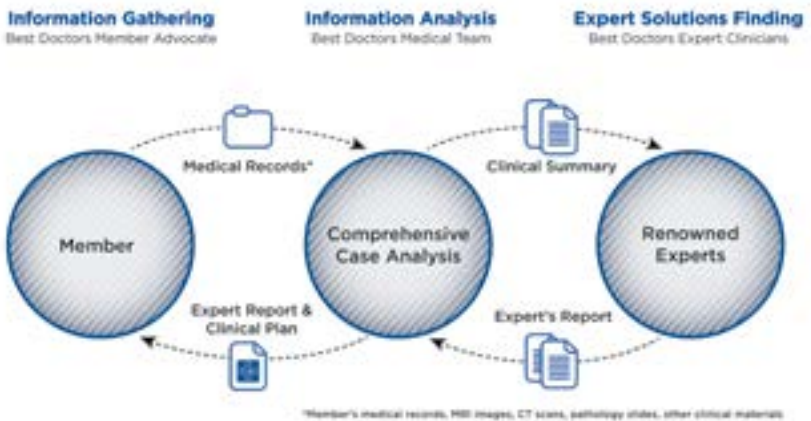 Information Gathering
Best Doctors Member Advocate
Information Analysis
Best Doctors Medical Team
Expert Solutions Finding
Best Doctors Expert Clinicians
Medical Records*
Clinical Summary
Member
Comprehensive
Case Analysis
Renowned
Experts
Expert Report &
Clinical Plan
Expert's Report
*Member's medical records, MRI images, CT scans, pathology slides, other clinical materials